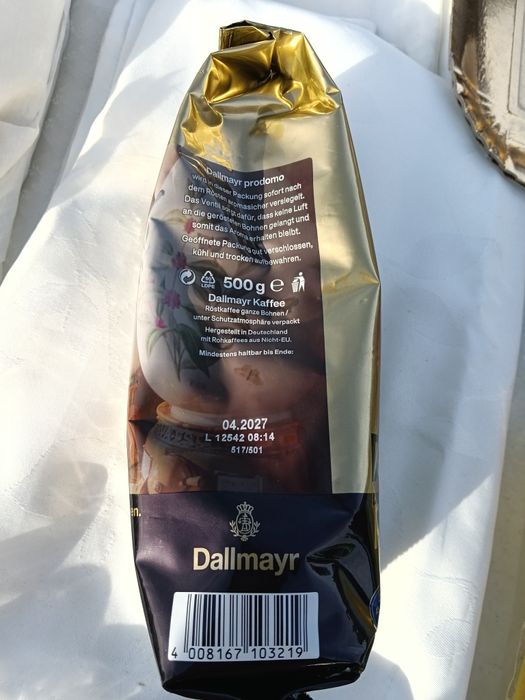 Dallmayr prodomo
wird in dieser Packung sofort nach
dem Rösten aromasicher versiegelt.
Das Ventil sorgt dafür, dass keine Luft
an die gerösteten Bohnen gelangt und
somit das Aroma erhalten bleibt.
Geöffnete Packung gut verschlossen,
kühl und trocken aufbewahren.
LDPE 500 g e
Dallmayr Kaffee
Röstkaffee ganze Bohnen /
unter Schutzatmosphäre verpackt
Hergestellt in Deutschland
mit Rohkaffees aus Nicht-EU.
Mindestens haltbar bis Ende:
04.2027
L 12542 08:14
517/501
en.
Dallmayr
4 008167 103219